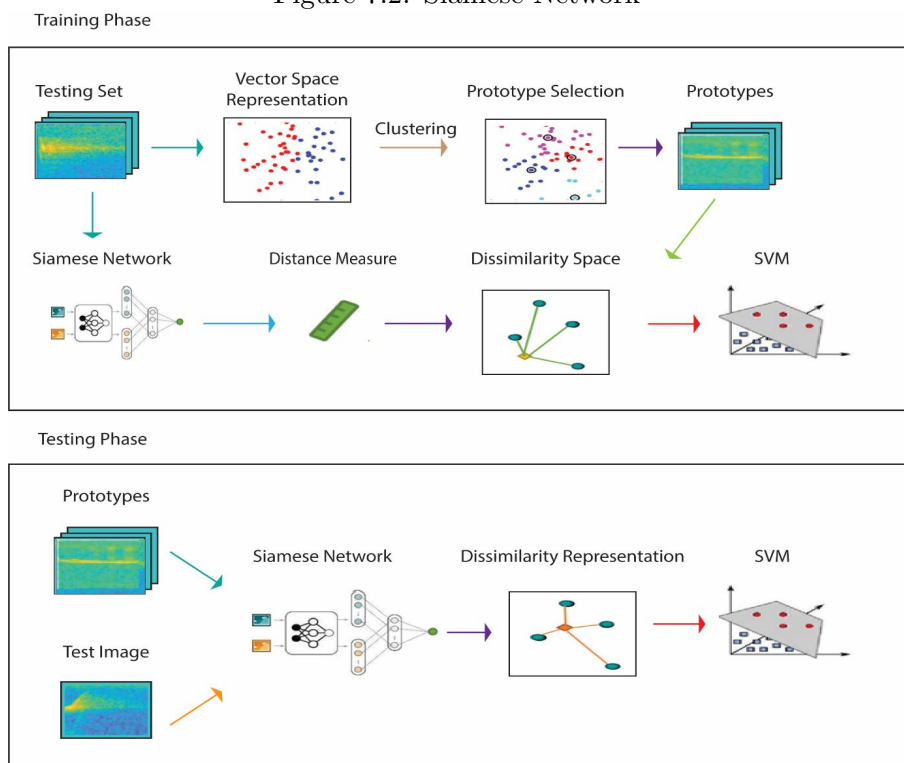 Figure 7.2: Siamese Network
Training Phase
Testing Set
Vector Space
Representation
Clustering
Prototype Selection
Prototypes
Siamese Network
Distance Measure
Dissimilarity Space
SVM
Testing Phase
Prototypes
Siamese Network
Dissimilarity Representation
SVM
Test Image